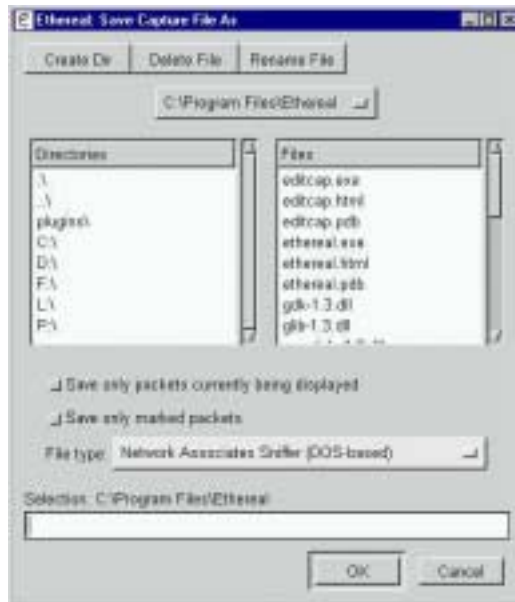 Ethereal: Save Capture File As
Create Dir Delete File Rename File
C:\Program Files\Ethereal
Directories
.\
..\
plugins\
C:\
D:\
F:\
L:\
P:\
Files
editcap.exe
editcap.html
editcap.pdb
ethereal.exe
ethereal.html
ethereal.pdb
gdk-1.3.dll
glib-1.3.dll
Save only packets currently being displayed
Save only marked packets
File type: Network Associates Sniffer (DOS-based)
Selection: C:\Program Files\Ethereal
OK Cancel